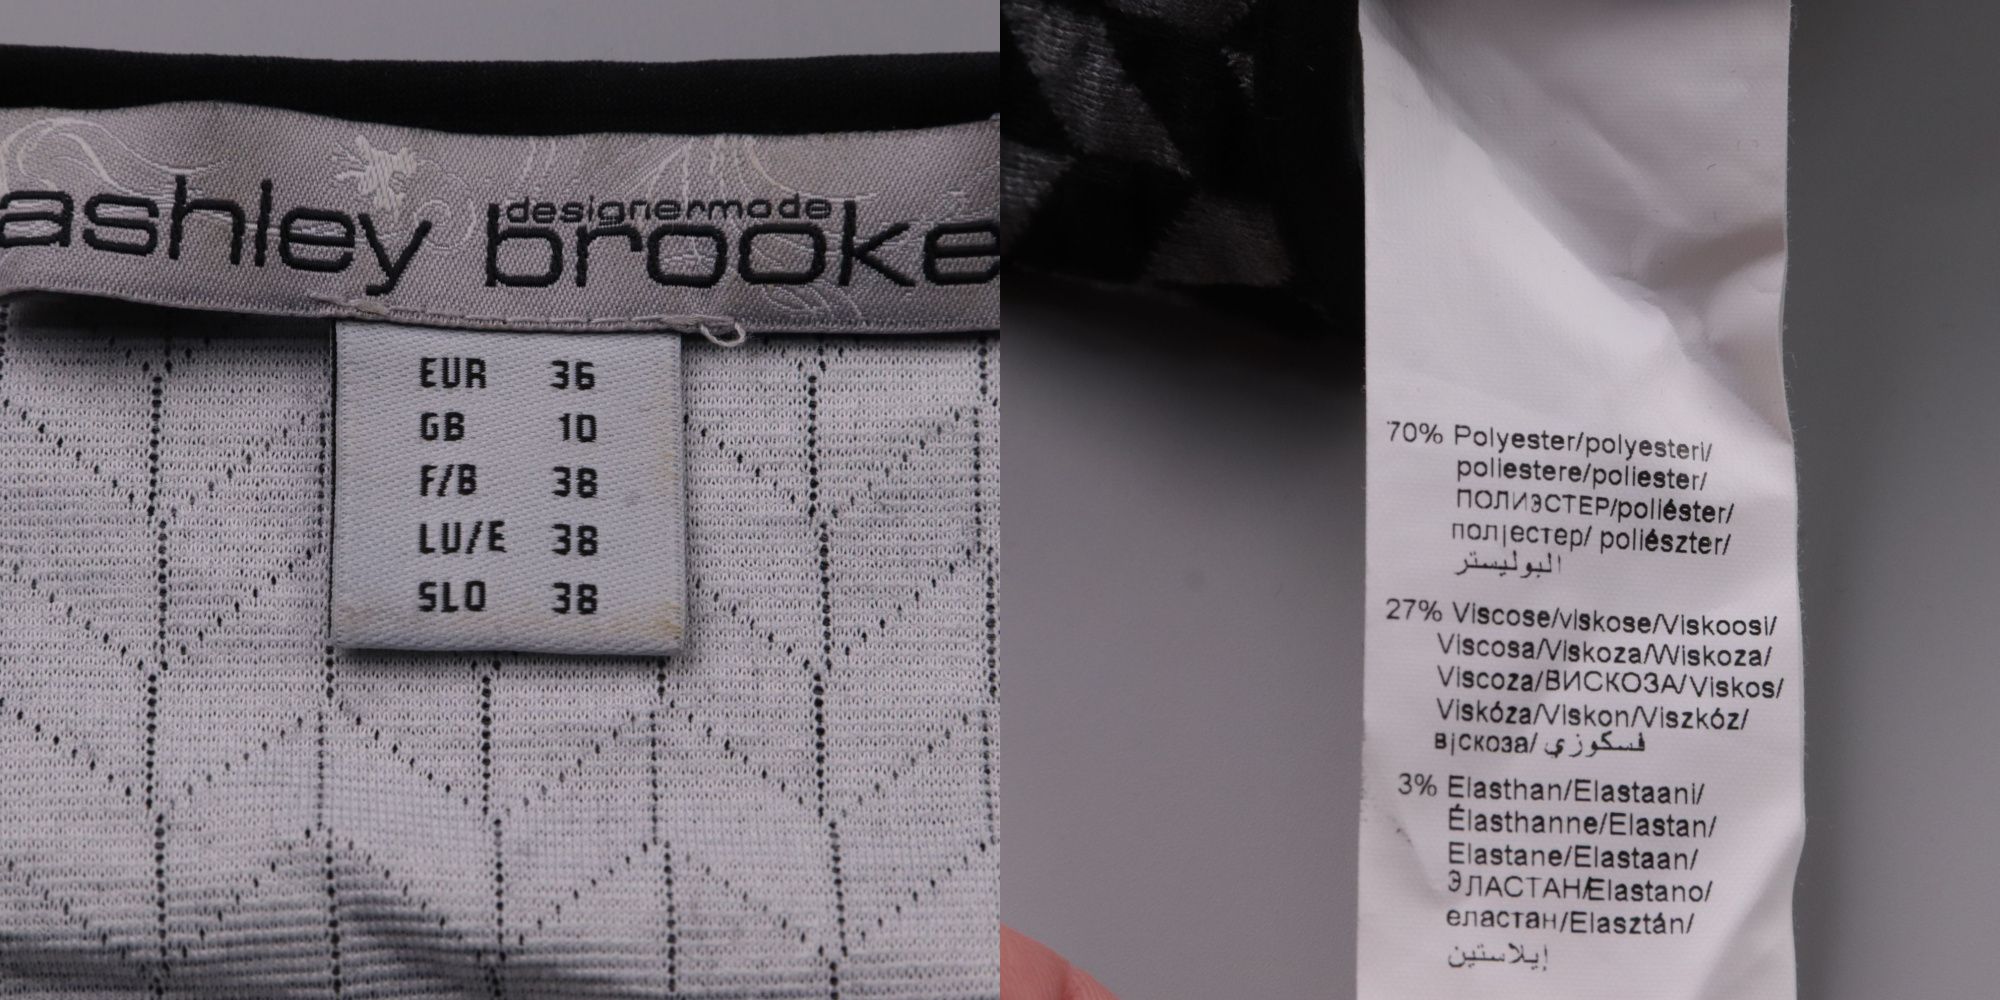 ashley brooke
designermode
EUR 36
GB 10
F/B 38
LU/E 38
SLO 38
70% Polyester/polyesteri/
poliestere/poliester/
ПОЛИЭСТЕР/poliéster/
поліестер/ poliészter/
البوليستر
27% Viscose/viskose/Viskoosi/
Viscosa/Viskoza/Wiskoza/
Viscoza/ВИСКОЗА/Viskos/
Viskóza/Viskon/Viszkóz/
віскоза/ فسكوزي
3% Elasthan/Elastaani/
Élasthanne/Elastan/
Elastane/Elastaan/
ЭЛАСТАН/Elastano/
еластан/Elasztán/
إيلاستين